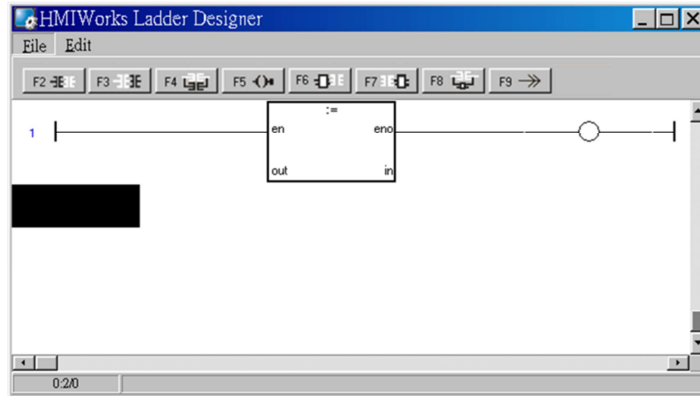 HMIWorks Ladder Designer
File Edit
F2 F3 F4 F5 F6 F7 F8 F9
:=
1 en eno
out in
0:2/0